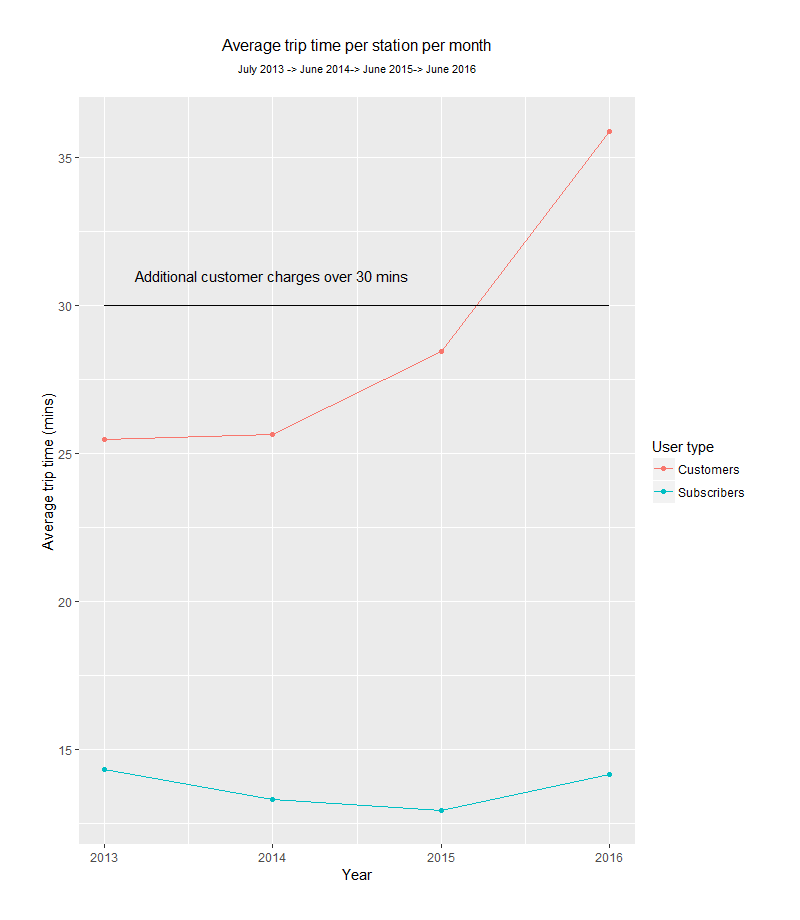 Average trip time per station per month
July 2013 -> June 2014-> June 2015-> June 2016
Average trip time (mins)
35
30
25
20
15
Additional customer charges over 30 mins
2013 2014 2015 2016
Year
User type
Customers
Subscribers